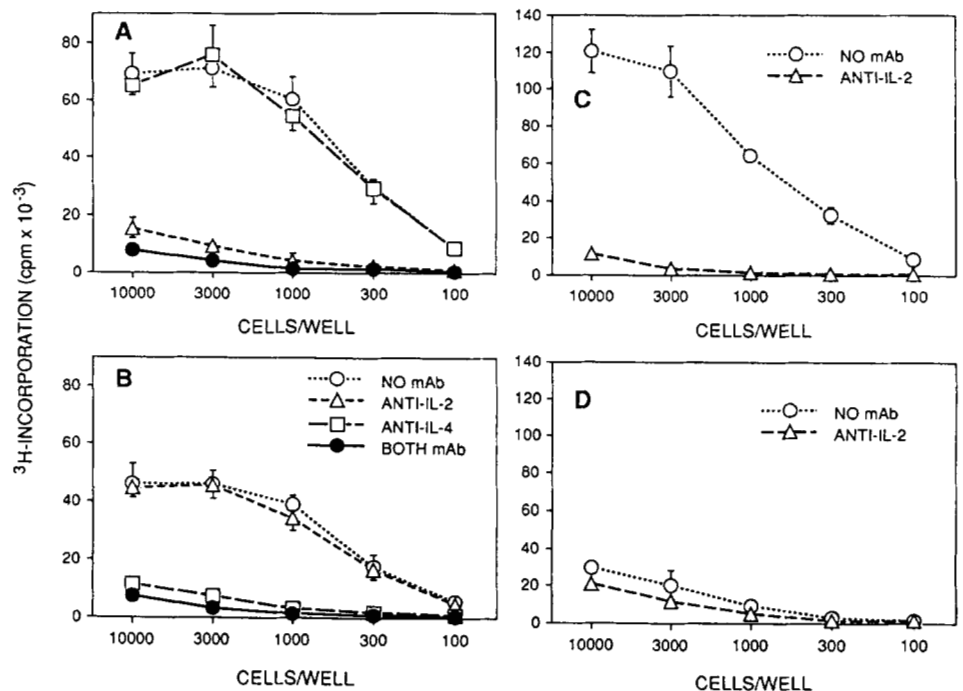 ³H-INCORPORATION (cpm x 10⁻³)
A
80
60
40
20
0
10000 3000 1000 300 100
CELLS/WELL
C
140
120
100
80
60
40
20
0
NO mAb
ANTI-IL-2
10000 3000 1000 300 100
CELLS/WELL
B
80
60
40
20
0
NO mAb
ANTI-IL-2
ANTI-IL-4
BOTH mAb
10000 3000 1000 300 100
CELLS/WELL
D
140
120
100
80
60
40
20
0
NO mAb
ANTI-IL-2
10000 3000 1000 300 100
CELLS/WELL